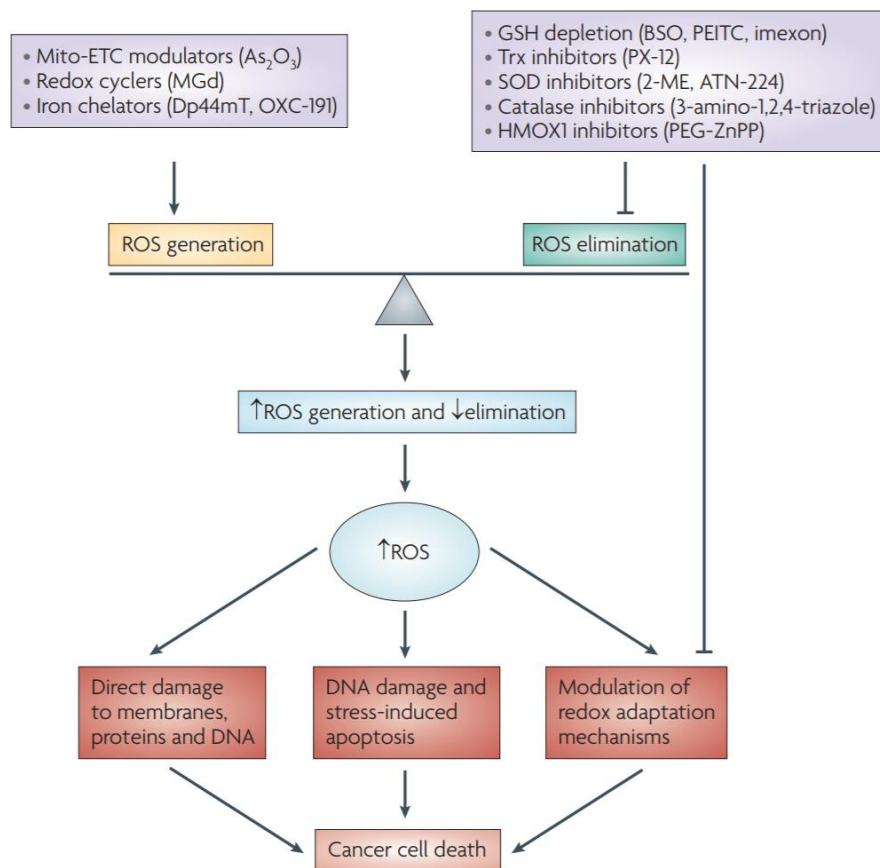 • Mito-ETC modulators (As₂O₃)
• Redox cyclers (MGd)
• Iron chelators (Dp44mT, OXC-191)
• GSH depletion (BSO, PEITC, imexon)
• Trx inhibitors (PX-12)
• SOD inhibitors (2-ME, ATN-224)
• Catalase inhibitors (3-amino-1,2,4-triazole)
• HMOX1 inhibitors (PEG-ZnPP)
ROS generation
ROS elimination
↑ROS generation and ↓elimination
↑ROS
Direct damage
to membranes,
proteins and DNA
DNA damage and
stress-induced
apoptosis
Modulation of
redox adaptation
mechanisms
Cancer cell death